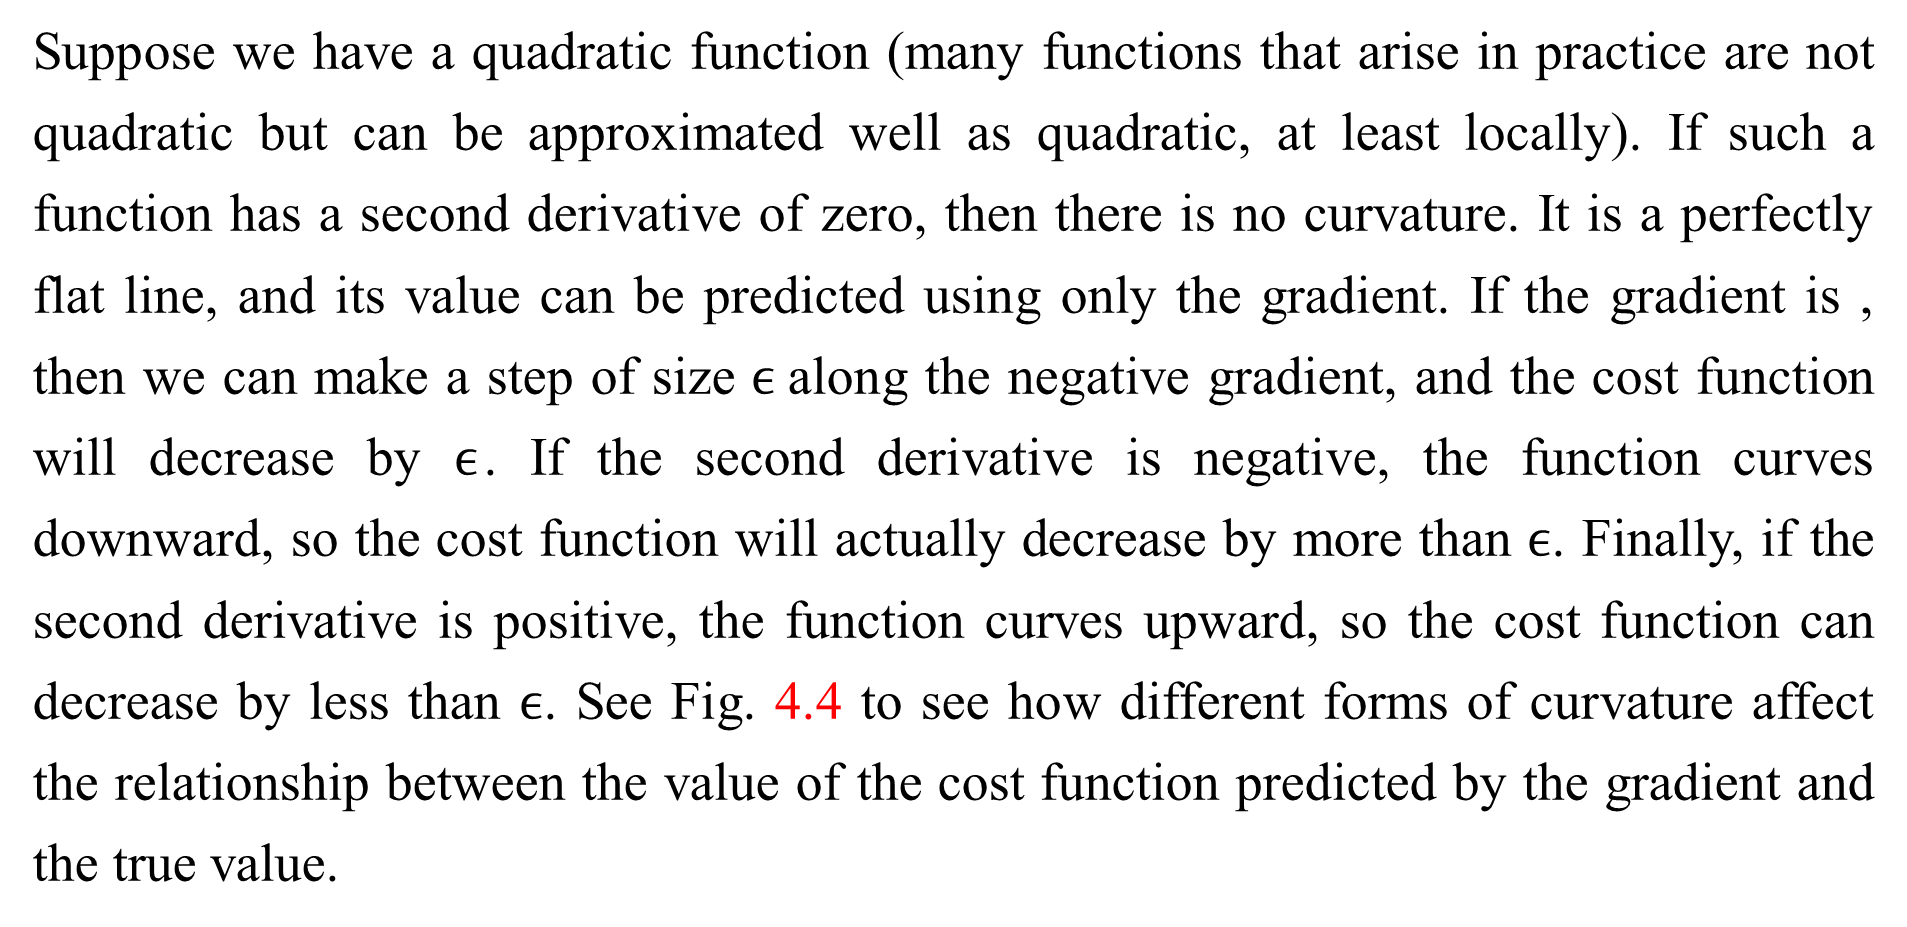 Suppose we have a quadratic function (many functions that arise in practice are not
quadratic but can be approximated well as quadratic, at least locally). If such a
function has a second derivative of zero, then there is no curvature. It is a perfectly
flat line, and its value can be predicted using only the gradient. If the gradient is ,
then we can make a step of size ϵ along the negative gradient, and the cost function
will decrease by ϵ. If the second derivative is negative, the function curves
downward, so the cost function will actually decrease by more than ϵ. Finally, if the
second derivative is positive, the function curves upward, so the cost function can
decrease by less than ϵ. See Fig. 4.4 to see how different forms of curvature affect
the relationship between the value of the cost function predicted by the gradient and
the true value.